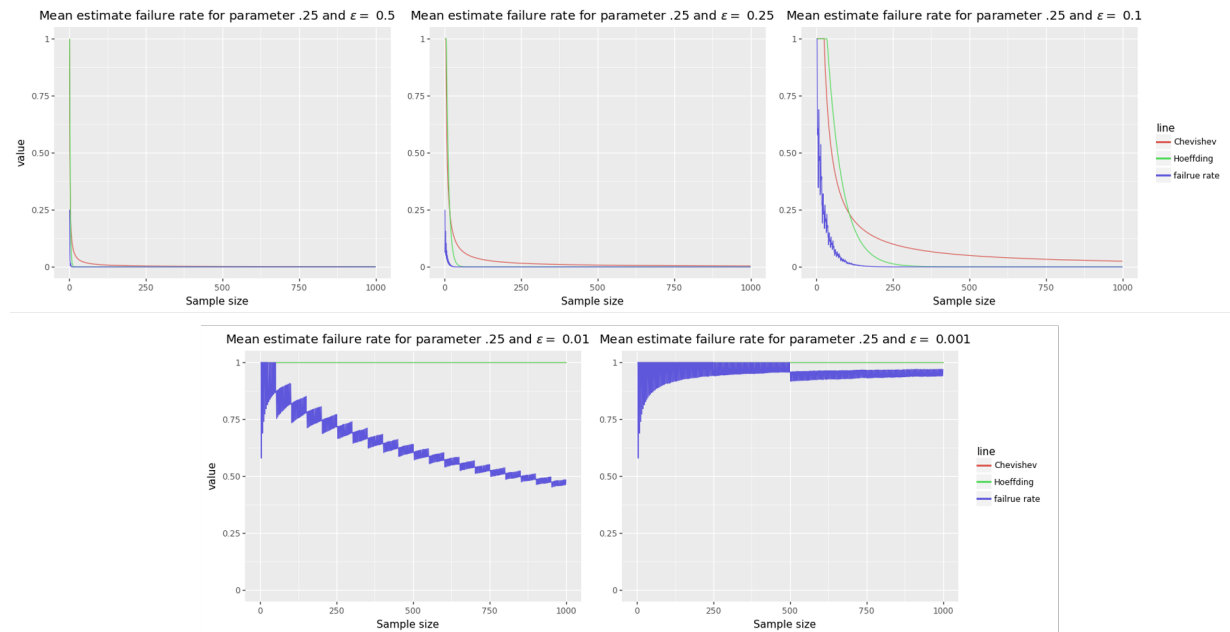 Mean estimate failure rate for parameter .25 and ε = 0.5
Mean estimate failure rate for parameter .25 and ε = 0.25
Mean estimate failure rate for parameter .25 and ε = 0.1
value
1
0.75
0.50
0.25
0
0 250 500 750 1000
Sample size
1
0.75
0.50
0.25
0
0 250 500 750 1000
Sample size
1
0.75
0.50
0.25
0
0 250 500 750 1000
Sample size
line
Chevishev
Hoeffding
failrue rate
Mean estimate failure rate for parameter .25 and ε = 0.01
Mean estimate failure rate for parameter .25 and ε = 0.001
value
1
0.75
0.50
0.25
0
0 250 500 750 1000
Sample size
1
0.75
0.50
0.25
0
0 250 500 750 1000
Sample size
line
Chevishev
Hoeffding
failrue rate